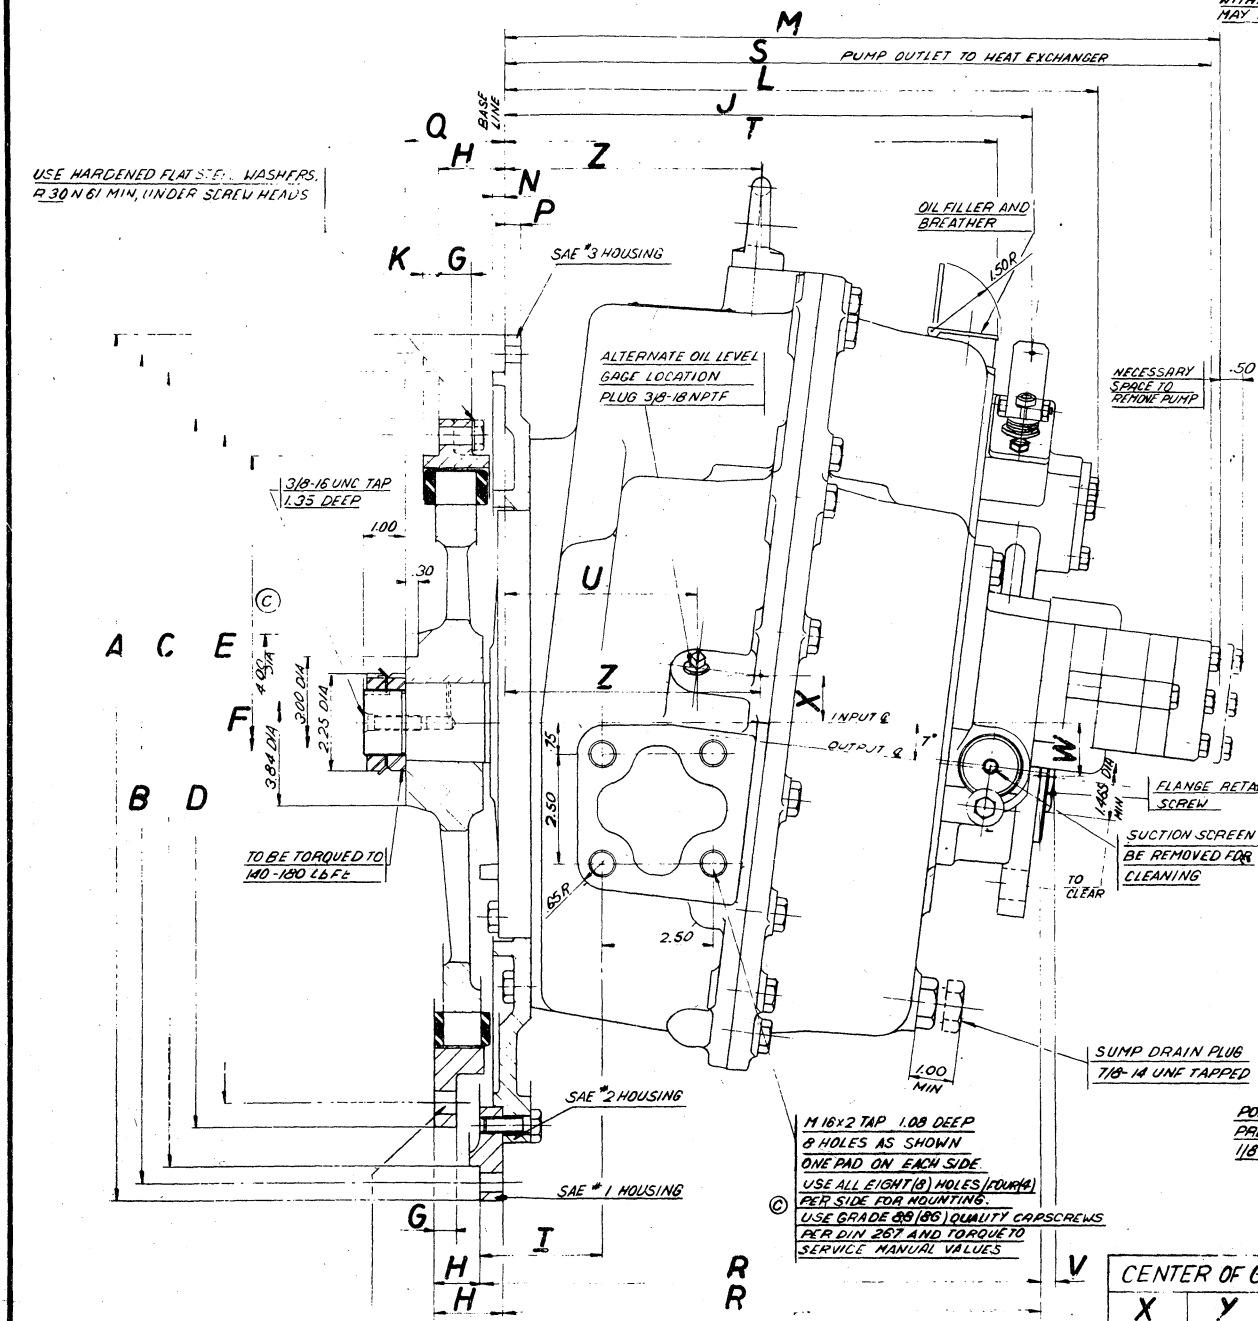 MAY
M
S
PUMP OUTLET TO HEAT EXCHANGER
L
J
BASE LINE
Q
T
H
Z
N
P
USE HARDENED FLAT STEEL WASHERS,
R 30 N 61 MIN, UNDER SCREW HEADS
OIL FILLER AND
BREATHER
1.50R
K
G
SAE #3 HOUSING
ALTERNATE OIL LEVEL
GAGE LOCATION
PLUG 3/8-18 NPTF
NECESSARY
SPACE TO
REMOVE PUMP
.50
3/8-16 UNC TAP
1.35 DEEP
1.00
.30
U
C
A
C
E
4.00 DIA
3.00 DIA
2.25 DIA
3.84 DIA
F
Z
X
INPUT ℄
OUTPUT ℄
7°
W
.75
2.50
B
D
1.469 DIA
MIN
FLANGE RETA
SCREW
SUCTION SCREEN
BE REMOVED FOR
CLEANING
TO
CLEAR
TO BE TORQUED TO
140-180 Lb Ft
.65R
2.50
1.00
MIN
SUMP DRAIN PLUG
7/8-14 UNF TAPPED
SAE #2 HOUSING
PO
PRE
1/8
M 16x2 TAP 1.08 DEEP
8 HOLES AS SHOWN
ONE PAD ON EACH SIDE.
USE ALL EIGHT(8) HOLES/FOUR(4)
PER SIDE FOR MOUNTING.
USE GRADE 8.8(8G) QUALITY CAPSCREWS
PER DIN 267 AND TORQUE TO
SERVICE MANUAL VALUES
C
SAE #1 HOUSING
G
I
H
R
V
H
R
CENTER OF G
X Y